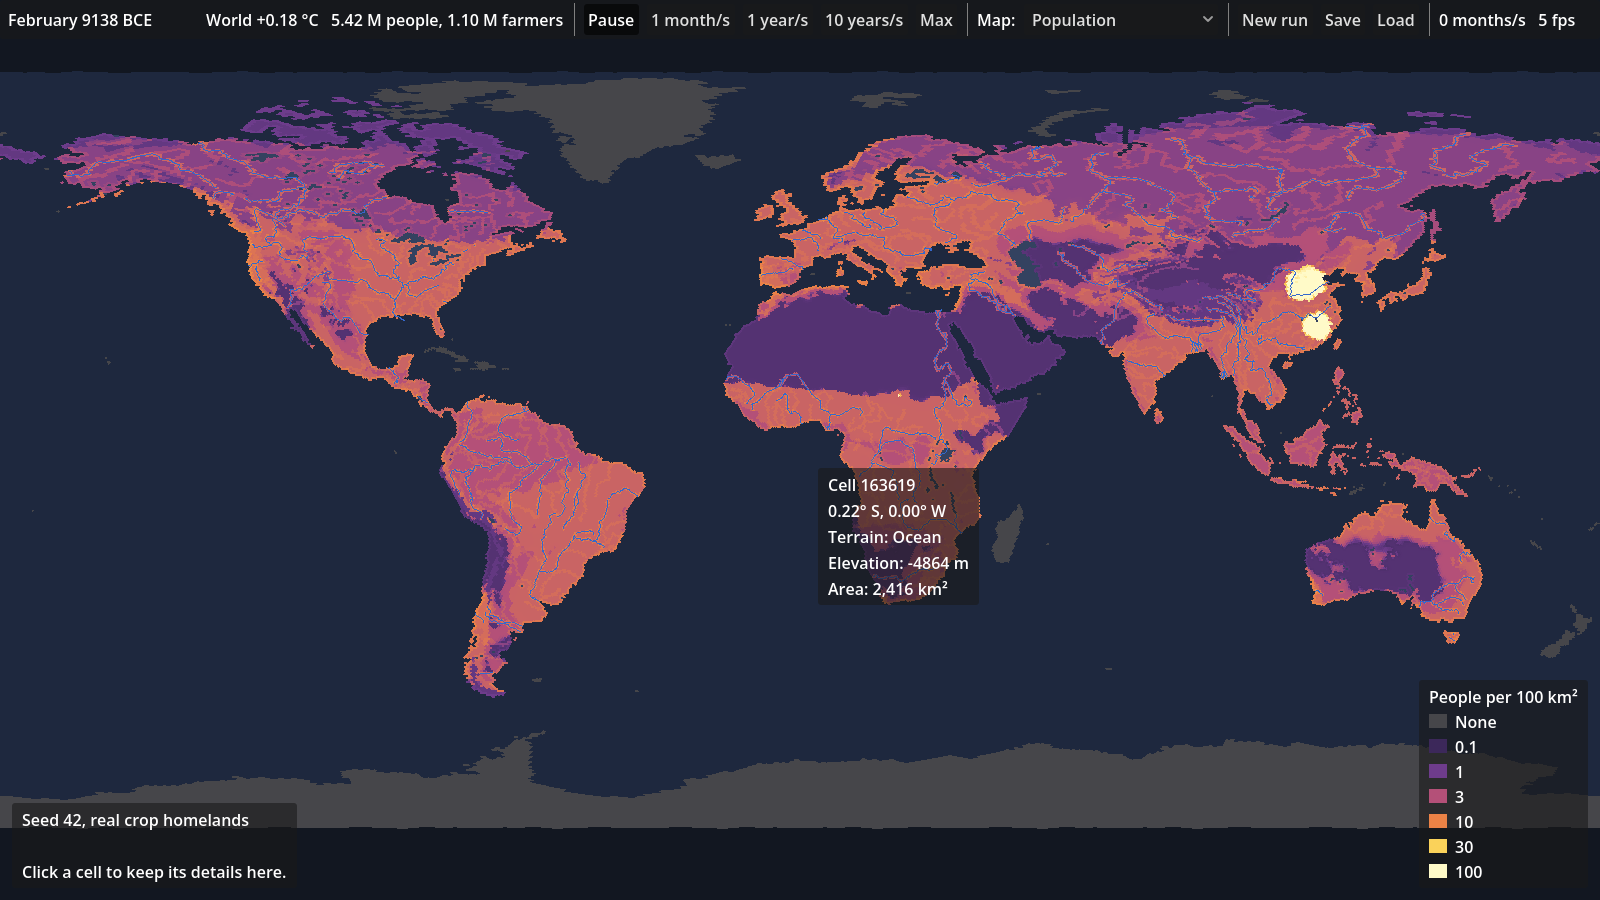 February 9138 BCE World +0.18 °C 5.42 M people, 1.10 M farmers Pause 1 month/s 1 year/s 10 years/s Max Map: Population New run Save Load 0 months/s 5 fps
Cell 163619
0.22° S, 0.00° W
Terrain: Ocean
Elevation: -4864 m
Area: 2,416 km²
People per 100 km²
None
0.1
1
3
10
30
100
Seed 42, real crop homelands
Click a cell to keep its details here.